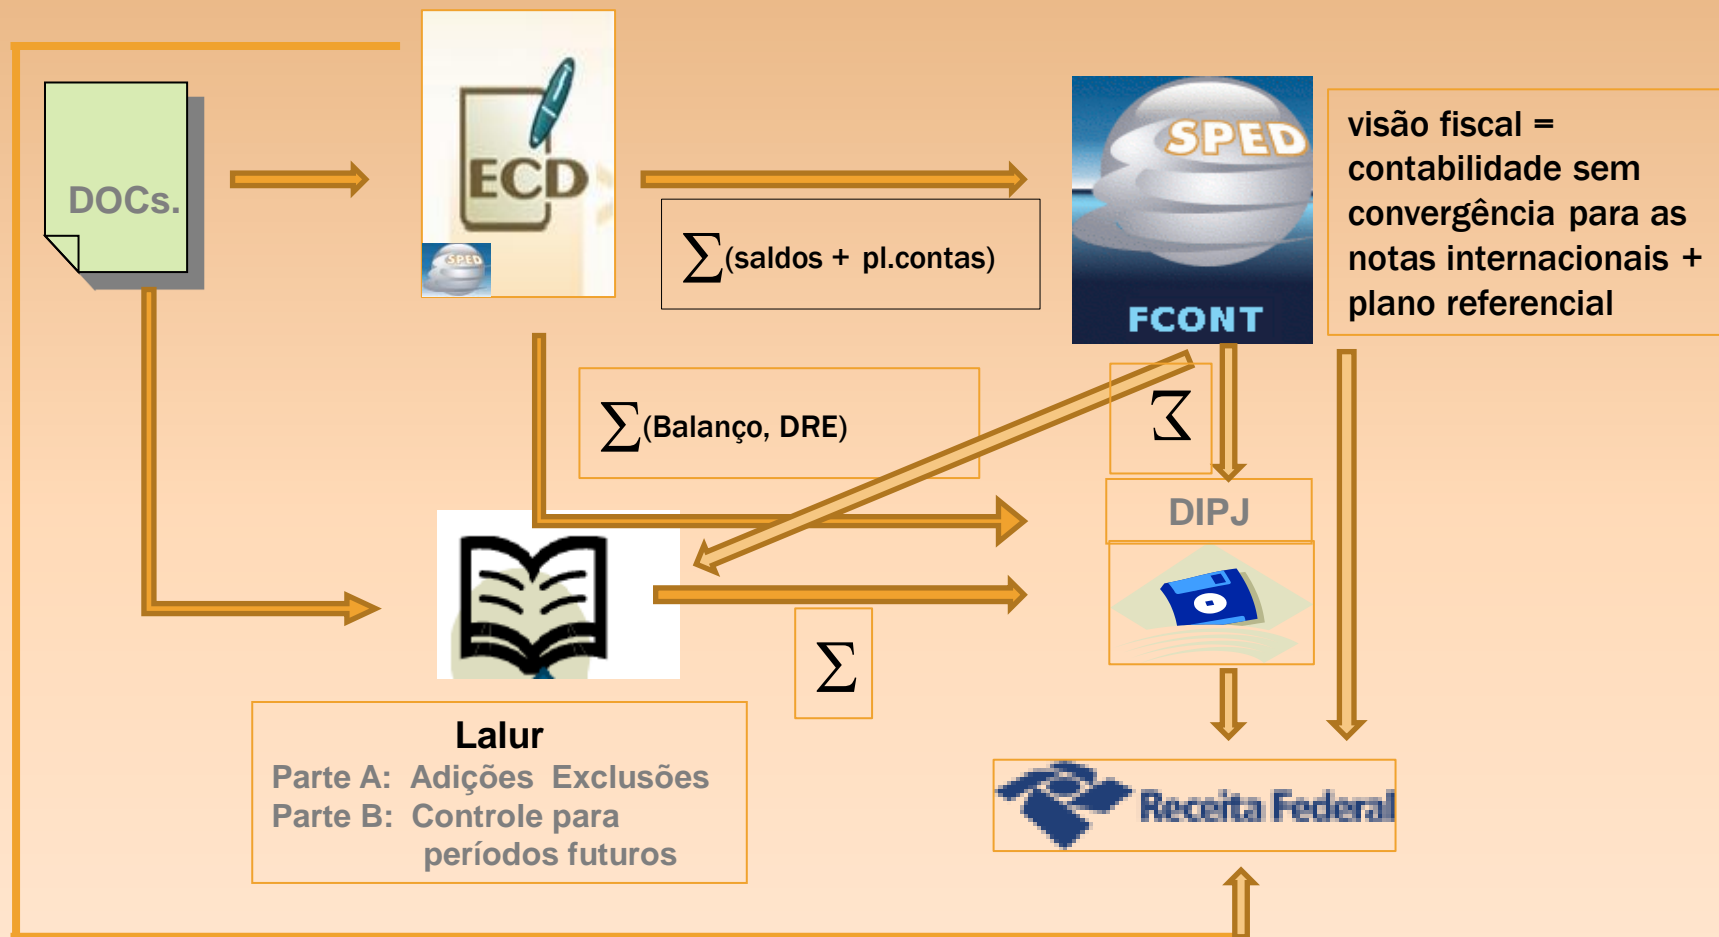 DOCs.
ECD
SPED
∑(saldos + pl.contas)
SPED
FCONT
visão fiscal =
contabilidade sem
convergência para as
notas internacionais +
plano referencial
∑(Balanço, DRE)
∑
DIPJ
∑
Lalur
Parte A: Adições Exclusões
Parte B: Controle para
períodos futuros
Receita Federal